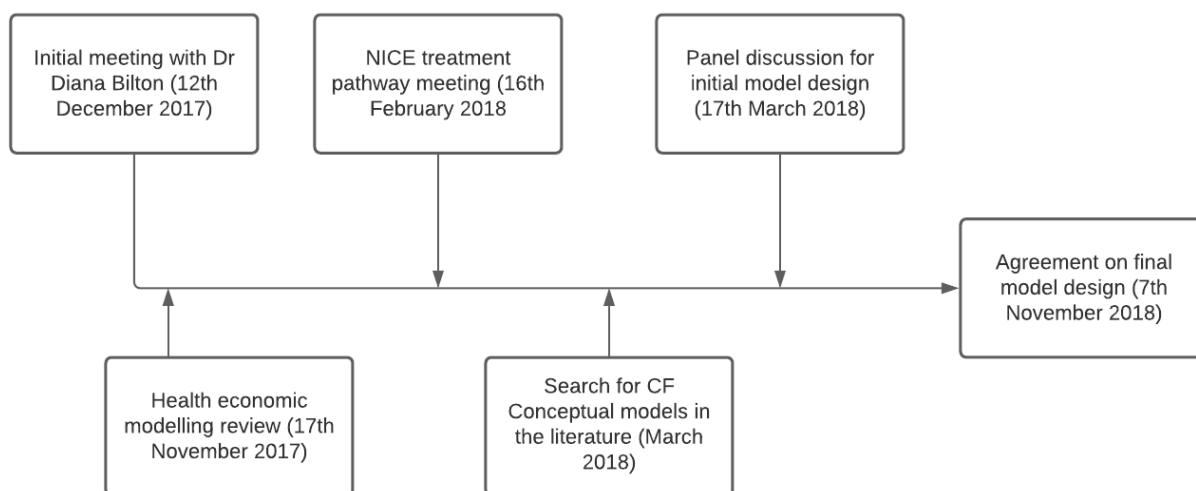 Initial meeting with Dr
Diana Bilton (12th
December 2017)
NICE treatment
pathway meeting (16th
February 2018
Panel discussion for
initial model design
(17th March 2018)
Agreement on final
model design (7th
November 2018)
Health economic
modelling review (17th
November 2017)
Search for CF
Conceptual models in
the literature (March
2018)